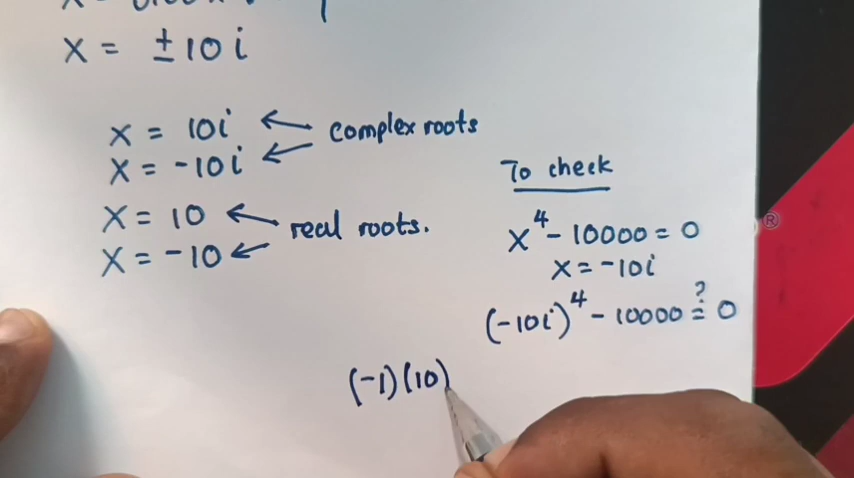 x = ±10i
x = 10i
x = -10i
complex roots
x = 10
x = -10
real roots.
To check
x⁴ - 10000 = 0
x = -10i
(-10i)⁴ - 10000 ≟ 0
(-1)(10)
®